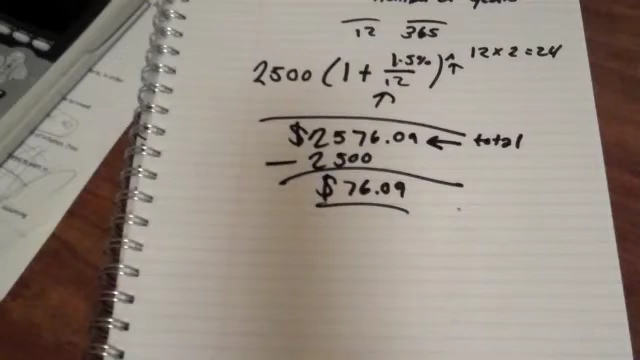 12 365
2500 (1 + 1.5% / 12) ^ 12 x 2 = 24
$2576.09 ← total
— 2500
$76.09